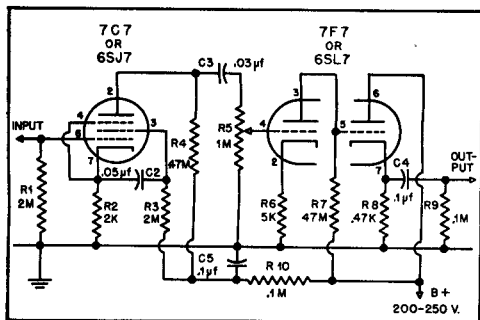 7C7
OR
6SJ7
7F7
OR
6SL7
C3
.03μf
2
4
6
3
7
INPUT
.05μf
C2
R1
2M
R2
2K
R3
2M
R4
.47M
R5
1M
3
4
2
6
5
7
R6
5K
R7
.47M
R8
.47K
C4
.1μf
OUT-
PUT
R9
.1M
C5
.1μf
R10
.1M
B+
200-250 V.